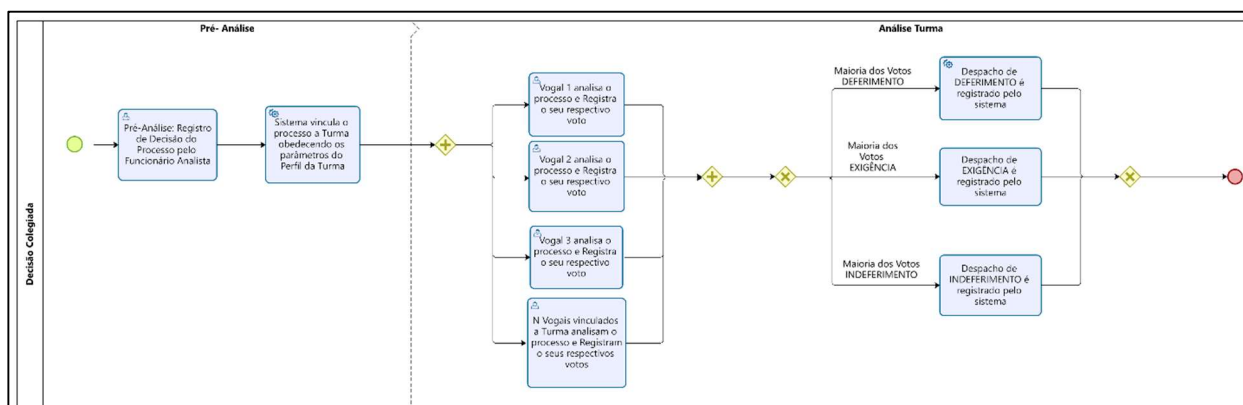 Pré- Análise
Análise Turma
Decisão Colegiada
Pré-Análise: Registro
de Decisão do
Processo pelo
Funcionário Analista
Sistema vincula o
processo a Turma
obedecendo os
parâmetros do
Perfil da Turma
Vogal 1 analisa o
processo e Registra
o seu respectivo
voto
Vogal 2 analisa o
processo e Registra
o seu respectivo
voto
Vogal 3 analisa o
processo e Registra
o seu respectivo
voto
N Vogais vinculados
a Turma analisam o
processo e Registram
o seus respectivos
votos
Maioria dos Votos
DEFERIMENTO
Despacho de
DEFERIMENTO é
registrado pelo
sistema
Maioria dos
Votos
EXIGÊNCIA
Despacho de
EXIGÊNCIA é
registrado pelo
sistema
Maioria dos Votos
INDEFERIMENTO
Despacho de
INDEFERIMENTO é
registrado pelo
sistema